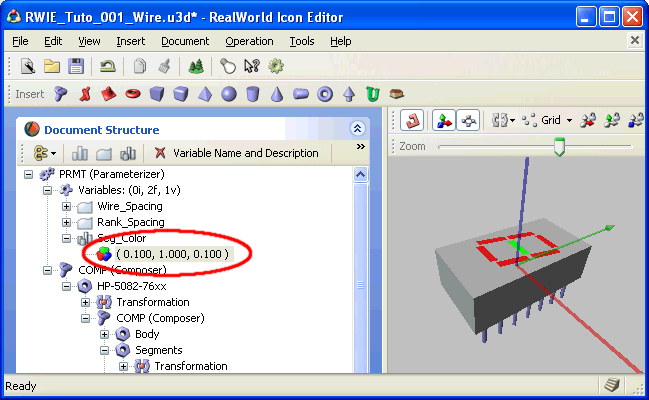 RWIE_Tuto_001_Wire.u3d* - RealWorld Icon Editor
File Edit View Insert Document Operation Tools Help
Insert
Document Structure
Grid
Variable Name and Description
Zoom
PRMT (Parameterizer)
Variables: (0i, 2f, 1v)
Wire_Spacing
Rank_Spacing
Seg_Color
( 0.100, 1.000, 0.100 )
COMP (Composer)
HP-5082-76xx
Transformation
COMP (Composer)
Body
Segments
Transformation
Ready